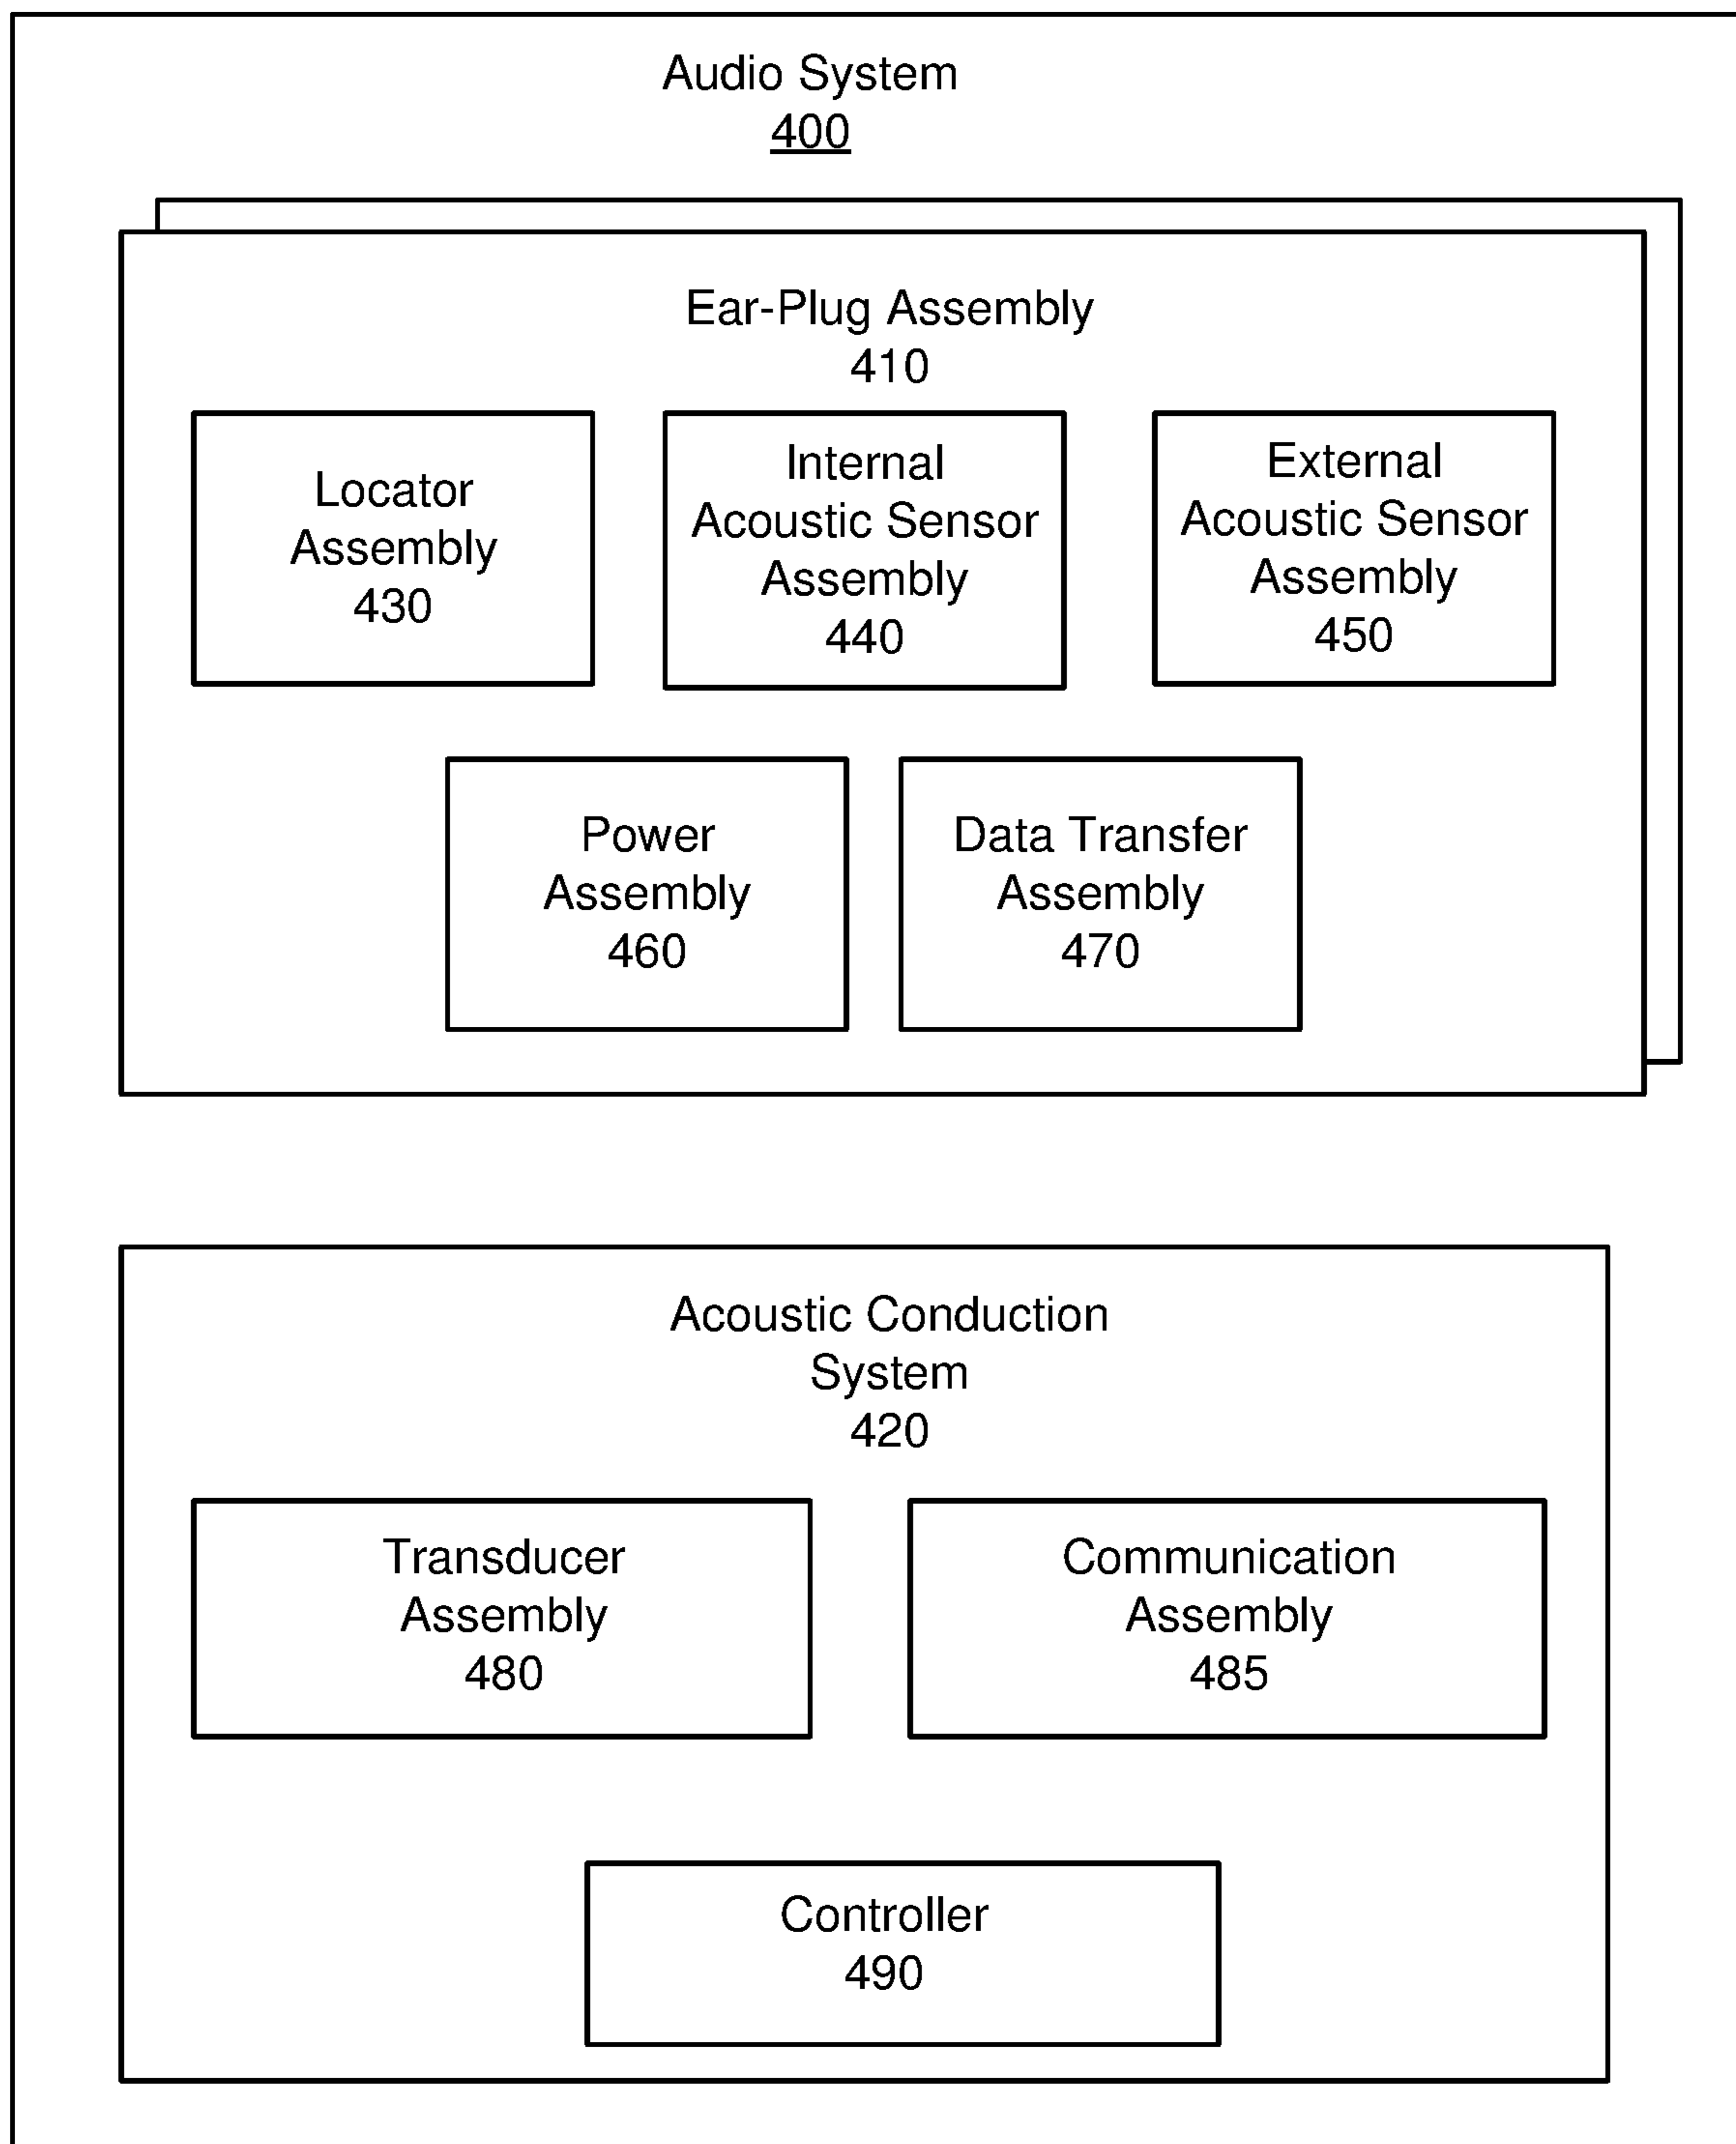 Audio System
400
Ear-Plug Assembly
410
Locator
Assembly
430
Internal
Acoustic Sensor
Assembly
440
External
Acoustic Sensor
Assembly
450
Power
Assembly
460
Data Transfer
Assembly
470
Acoustic Conduction
System
420
Transducer
Assembly
480
Communication
Assembly
485
Controller
490